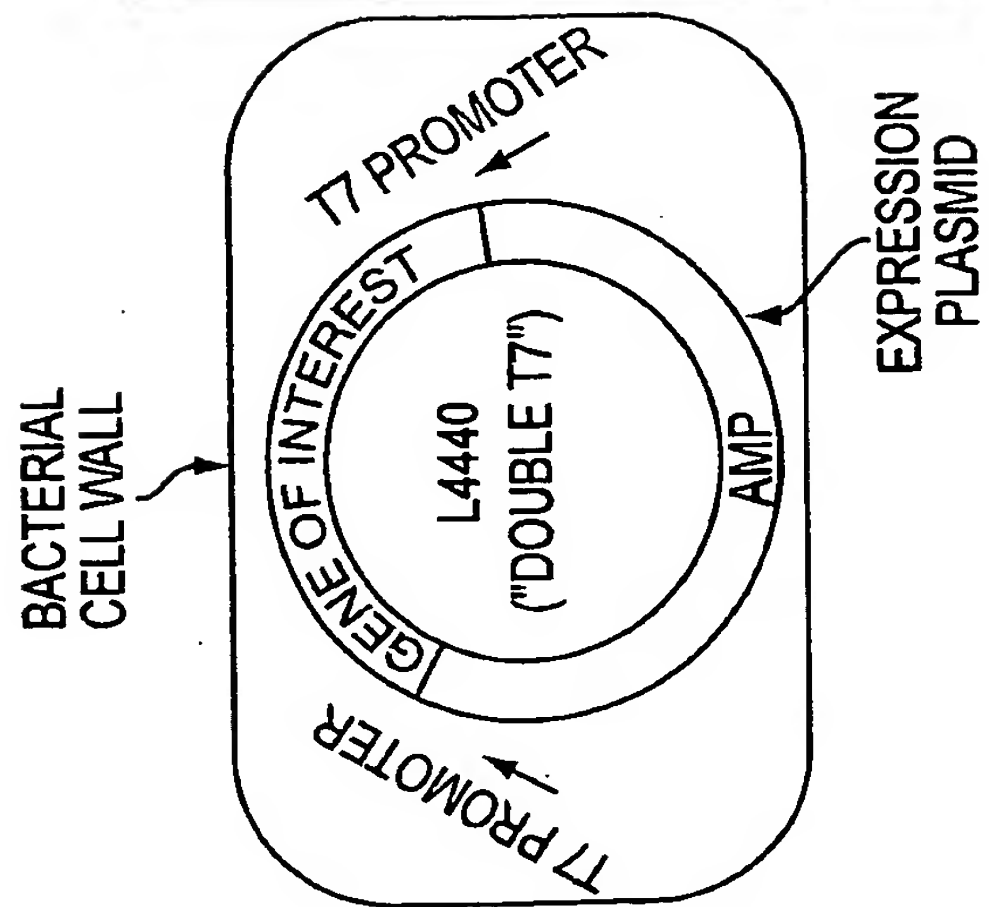 BACTERIAL
CELL WALL
T7 PROMOTER
GENE OF INTEREST
T7 PROMOTER
L4440
("DOUBLE T7")
AMP
EXPRESSION
PLASMID